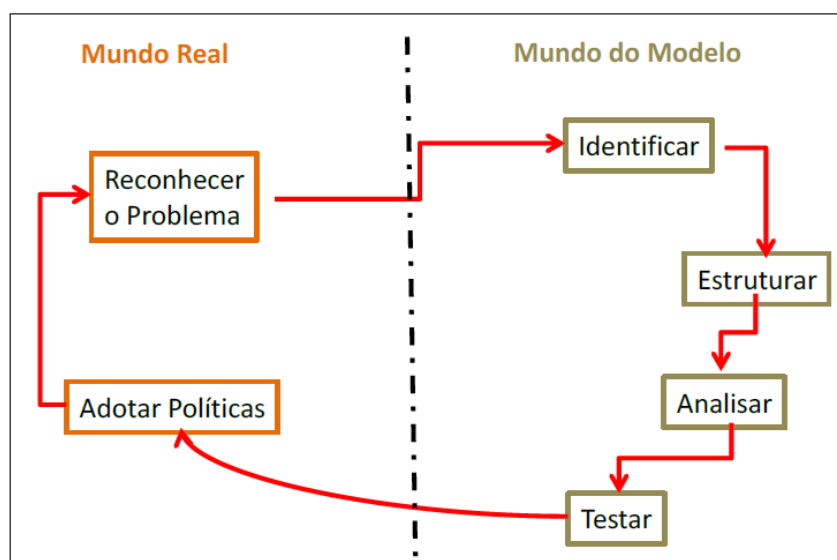 Mundo Real
Mundo do Modelo
Identificar
Reconhecer
o Problema
Estruturar
Adotar Políticas
Analisar
Testar